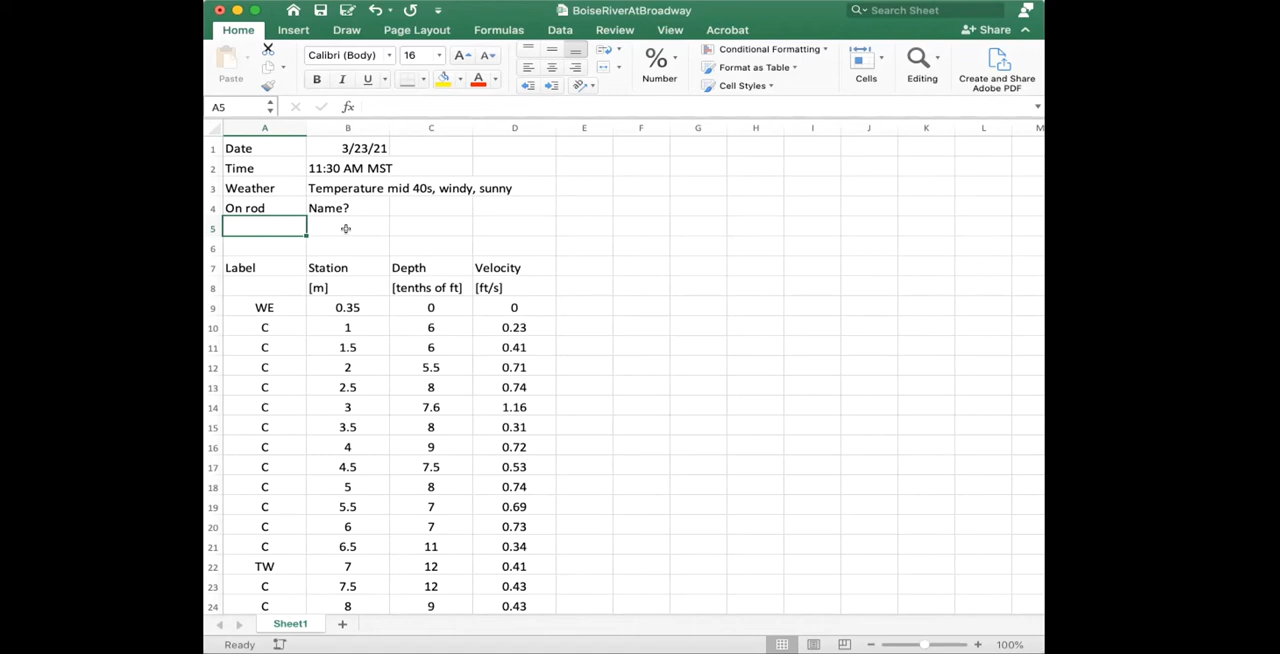 BoiseRiverAtBroadway
Search Sheet
Home Insert Draw Page Layout Formulas Data Review View Acrobat Share
Paste
Calibri (Body) 16
B I U
Number
Conditional Formatting
Format as Table
Cell Styles
Cells
Editing
Create and Share
Adobe PDF
A5 fx
A B C D E F G H I J K L M
1 Date 3/23/21
2 Time 11:30 AM MST
3 Weather Temperature mid 40s, windy, sunny
4 On rod Name?
5
6
7 Label Station Depth Velocity
8 [m] [tenths of ft] [ft/s]
9 WE 0.35 0 0
10 C 1 6 0.23
11 C 1.5 6 0.41
12 C 2 5.5 0.71
13 C 2.5 8 0.74
14 C 3 7.6 1.16
15 C 3.5 8 0.31
16 C 4 9 0.72
17 C 4.5 7.5 0.53
18 C 5 8 0.74
19 C 5.5 7 0.69
20 C 6 7 0.73
21 C 6.5 11 0.34
22 TW 7 12 0.41
23 C 7.5 12 0.43
24 C 8 9 0.43
Sheet1
Ready 100%